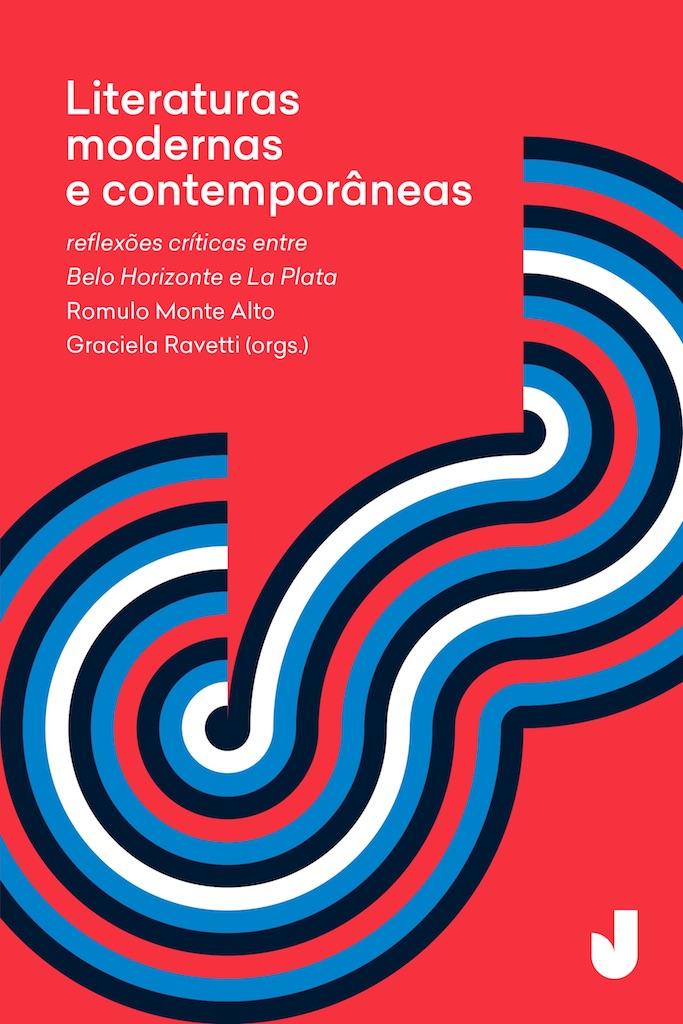 Literaturas
modernas
e contemporâneas
reflexões críticas entre
Belo Horizonte e La Plata
Romulo Monte Alto
Graciela Ravetti (orgs.)